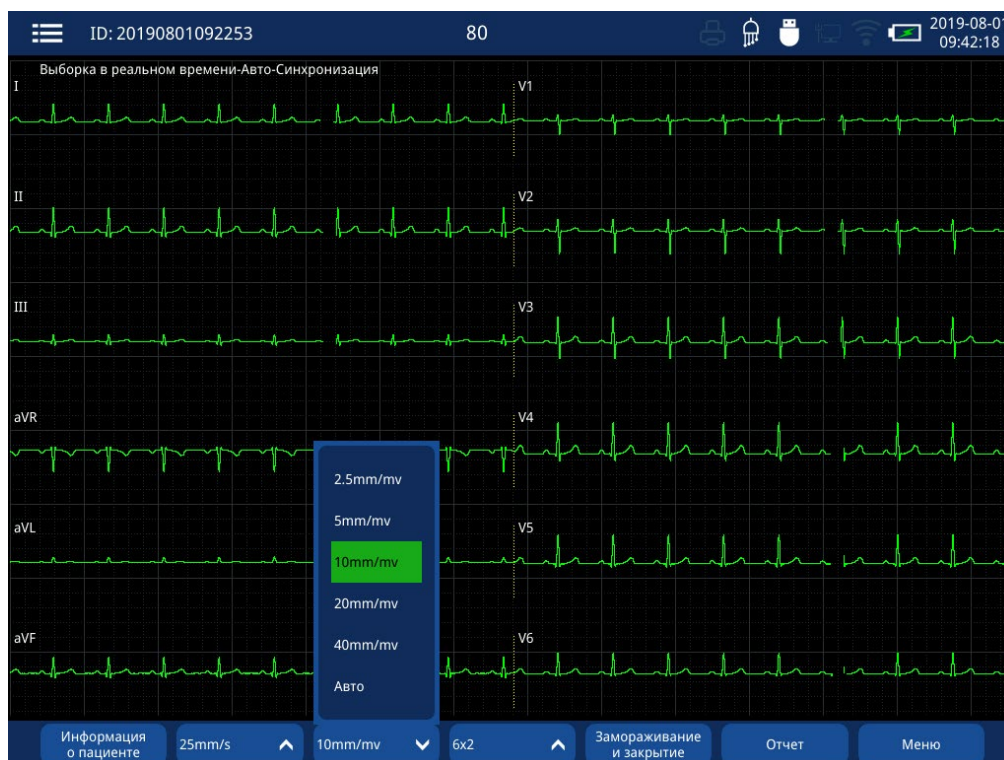 ID: 20190801092253
80
2019-08-01
09:42:18
Выборка в реальном времени-Авто-Синхронизация
I
V1
II
V2
III
V3
aVR
V4
aVL
V5
aVF
V6
2.5mm/mv
5mm/mv
10mm/mv
20mm/mv
40mm/mv
Авто
Информация
о пациенте
25mm/s
10mm/mv
6x2
Замораживание
и закрытие
Отчет
Меню